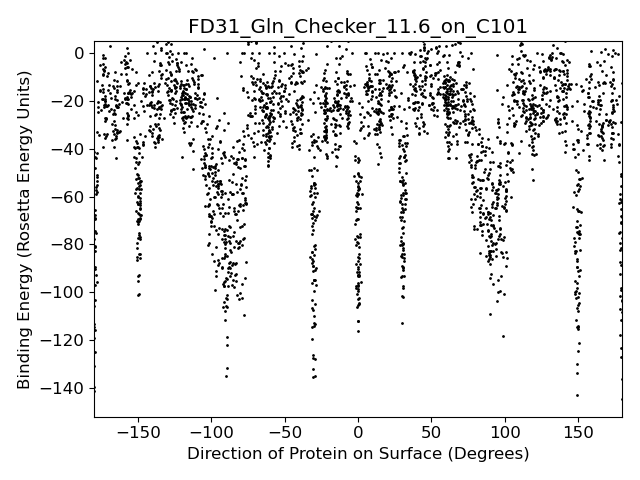 FD31_Gln_Checker_11.6_on_C101
Binding Energy (Rosetta Energy Units)
0
−20
−40
−60
−80
−100
−120
−140
−150 −100 −50 0 50 100 150
Direction of Protein on Surface (Degrees)